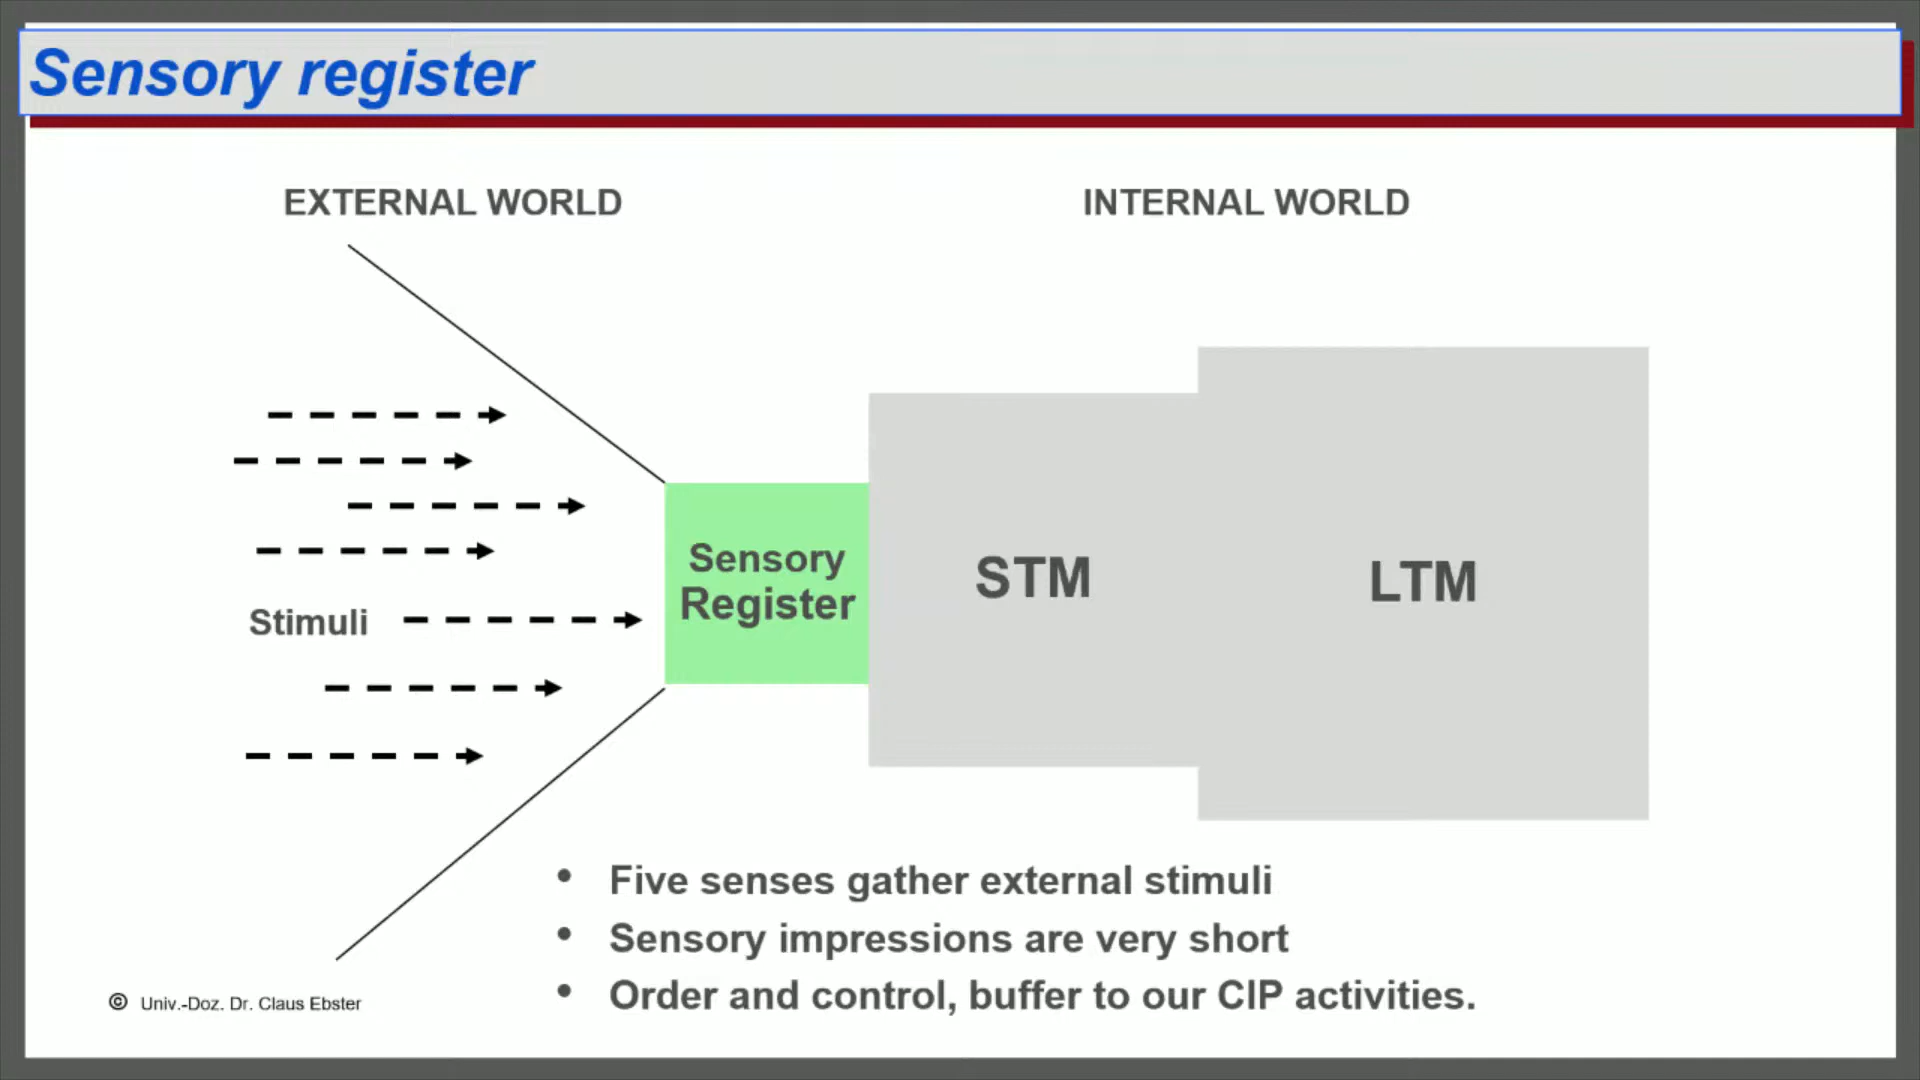 Sensory register
EXTERNAL WORLD
INTERNAL WORLD
Stimuli
Sensory
Register
STM
LTM
• Five senses gather external stimuli
• Sensory impressions are very short
• Order and control, buffer to our CIP activities.
© Univ.-Doz. Dr. Claus Ebster